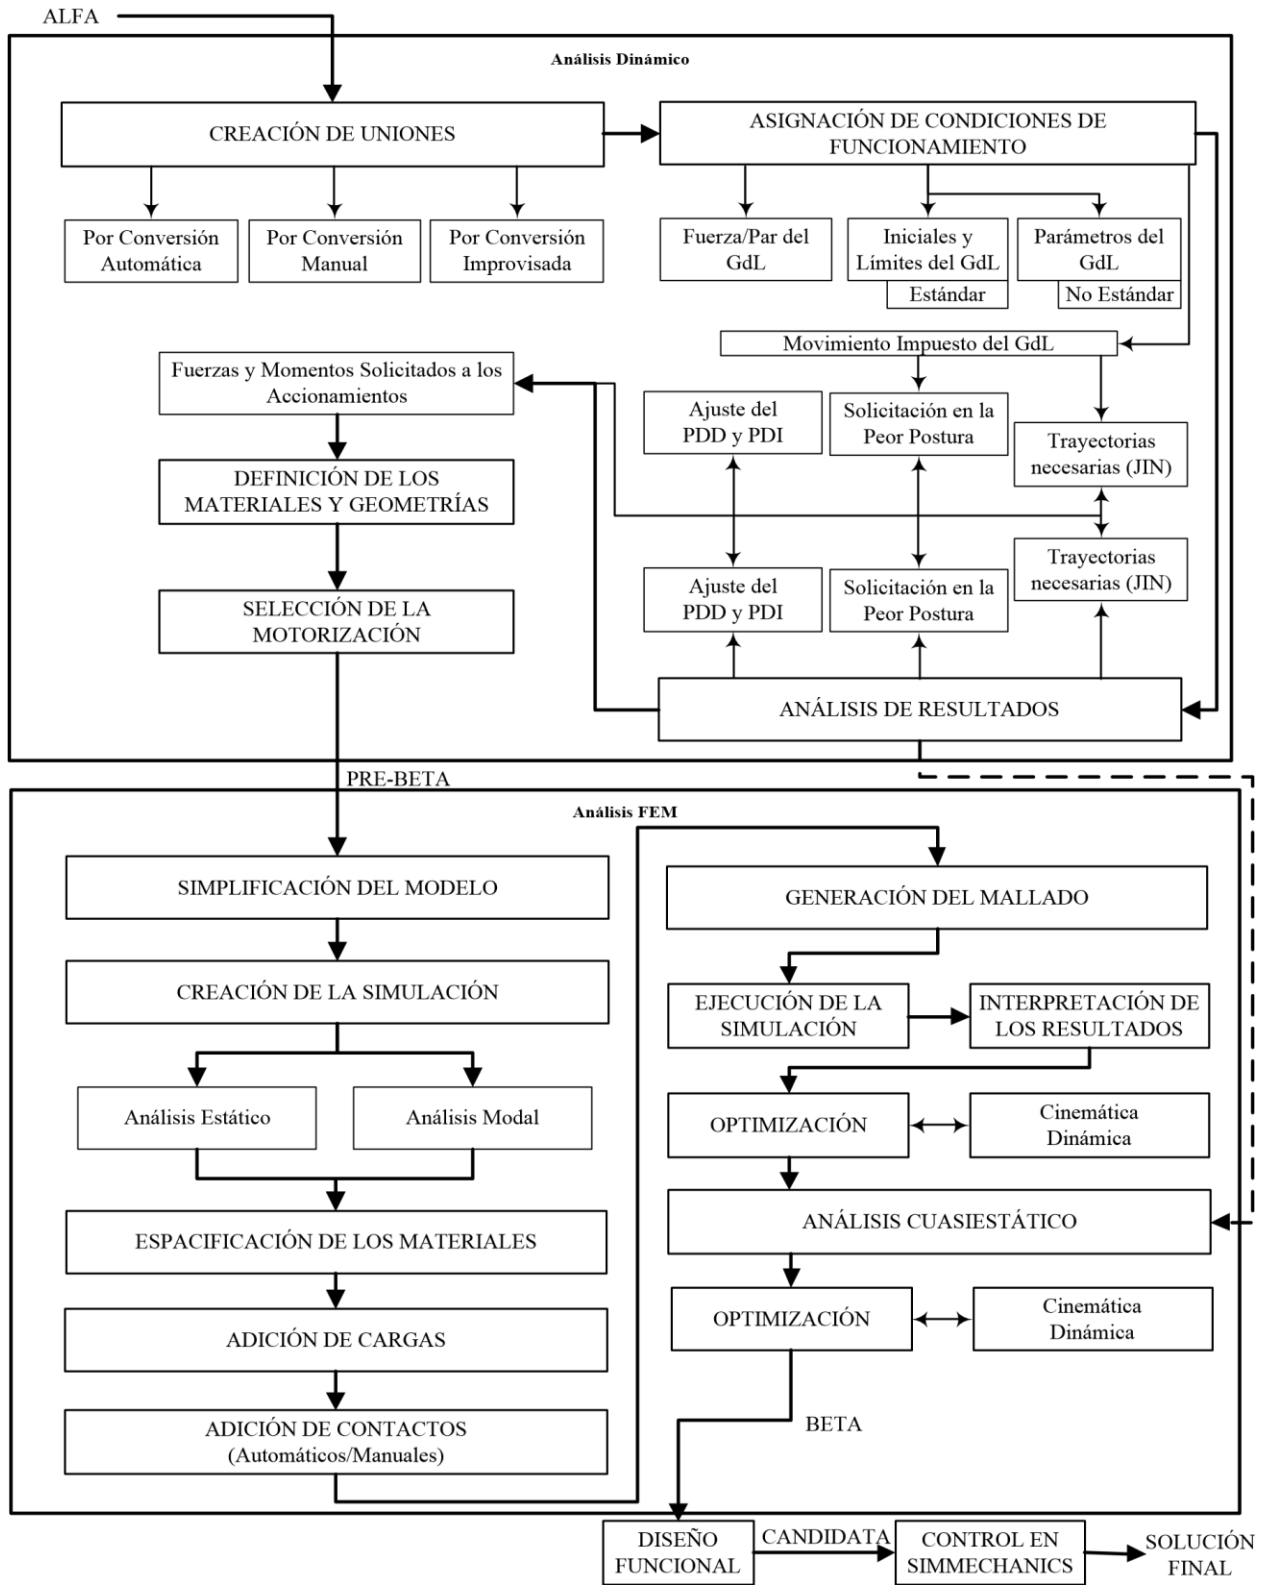 ALFA
Análisis Dinámico
CREACIÓN DE UNIONES
ASIGNACIÓN DE CONDICIONES DE
FUNCIONAMIENTO
Por Conversión
Automática
Por Conversión
Manual
Por Conversión
Improvisada
Fuerza/Par del
GdL
Iniciales y
Límites del GdL
Estándar
Parámetros del
GdL
No Estándar
Movimiento Impuesto del GdL
Fuerzas y Momentos Solicitados a los
Accionamientos
Ajuste del
PDD y PDI
Solicitación en la
Peor Postura
Trayectorias
necesarias (JIN)
DEFINICIÓN DE LOS
MATERIALES Y GEOMETRÍAS
Ajuste del
PDD y PDI
Solicitación en la
Peor Postura
Trayectorias
necesarias (JIN)
SELECCIÓN DE LA
MOTORIZACIÓN
ANÁLISIS DE RESULTADOS
PRE-BETA
Análisis FEM
SIMPLIFICACIÓN DEL MODELO
CREACIÓN DE LA SIMULACIÓN
Análisis Estático
Análisis Modal
ESPACIFICACIÓN DE LOS MATERIALES
ADICIÓN DE CARGAS
ADICIÓN DE CONTACTOS
(Automáticos/Manuales)
GENERACIÓN DEL MALLADO
EJECUCIÓN DE LA
SIMULACIÓN
INTERPRETACIÓN DE
LOS RESULTADOS
OPTIMIZACIÓN
Cinemática
Dinámica
ANÁLISIS CUASIESTÁTICO
OPTIMIZACIÓN
Cinemática
Dinámica
BETA
DISEÑO
FUNCIONAL
CANDIDATA
CONTROL EN
SIMMECHANICS
SOLUCIÓN
FINAL